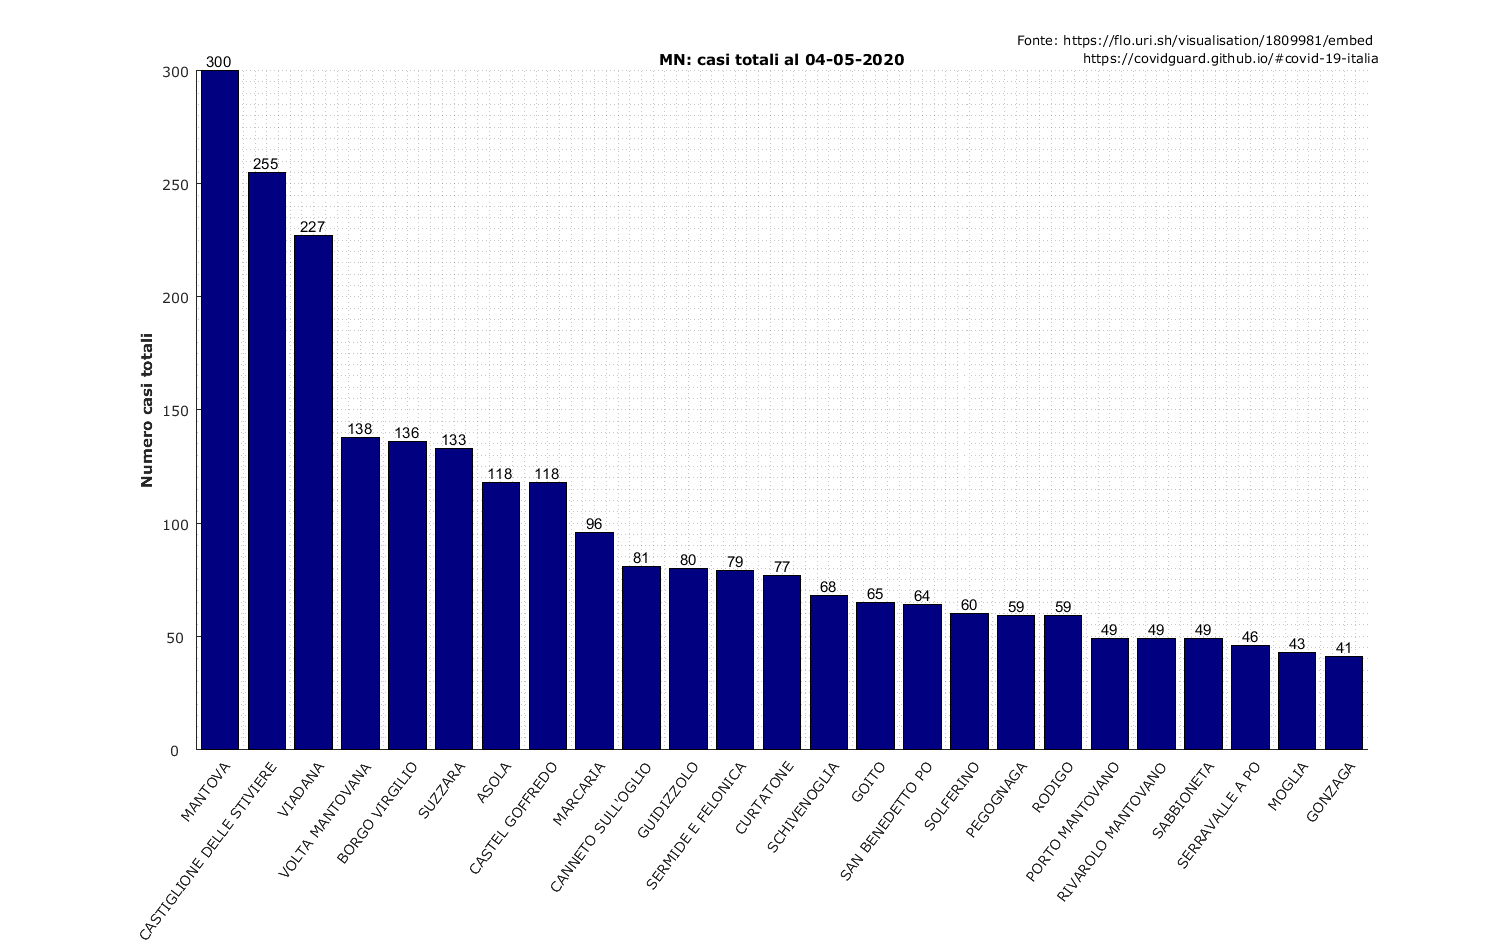 Fonte: https://flo.uri.sh/visualisation/1809981/embed
https://covidguard.github.io/#covid-19-italia
MN: casi totali al 04-05-2020
Numero casi totali
300
250
200
150
100
50
0
300
255
227
138
136
133
118
118
96
81
80
79
77
68
65
64
60
59
59
49
49
49
46
43
41
MANTOVA
CASTIGLIONE DELLE STIVIERE
VIADANA
VOLTA MANTOVANA
BORGO VIRGILIO
SUZZARA
ASOLA
CASTEL GOFFREDO
MARCARIA
CANNETO SULL'OGLIO
GUIDIZZOLO
SERMIDE E FELONICA
CURTATONE
SCHIVENOGLIA
GOITO
SAN BENEDETTO PO
SOLFERINO
PEGOGNAGA
RODIGO
PORTO MANTOVANO
RIVAROLO MANTOVANO
SABBIONETA
SERRAVALLE A PO
MOGLIA
GONZAGA